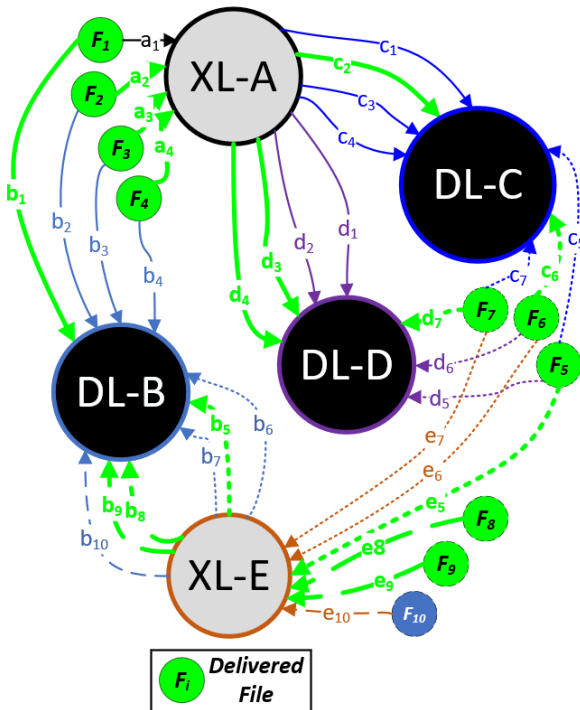 F1
a1
XL-A
c1
c2
F2
a2
a3
c3
F3
a4
c4
F4
DL-C
b1
b2
b3
b4
d1
d2
d3
d4
c5
c6
c7
F7
F6
d7
DL-B
DL-D
d6
F5
d5
b5
b6
b7
e7
e6
e5
b9
b8
b10
F8
e8
XL-E
F9
e9
e10
F10
Fi
Delivered
File